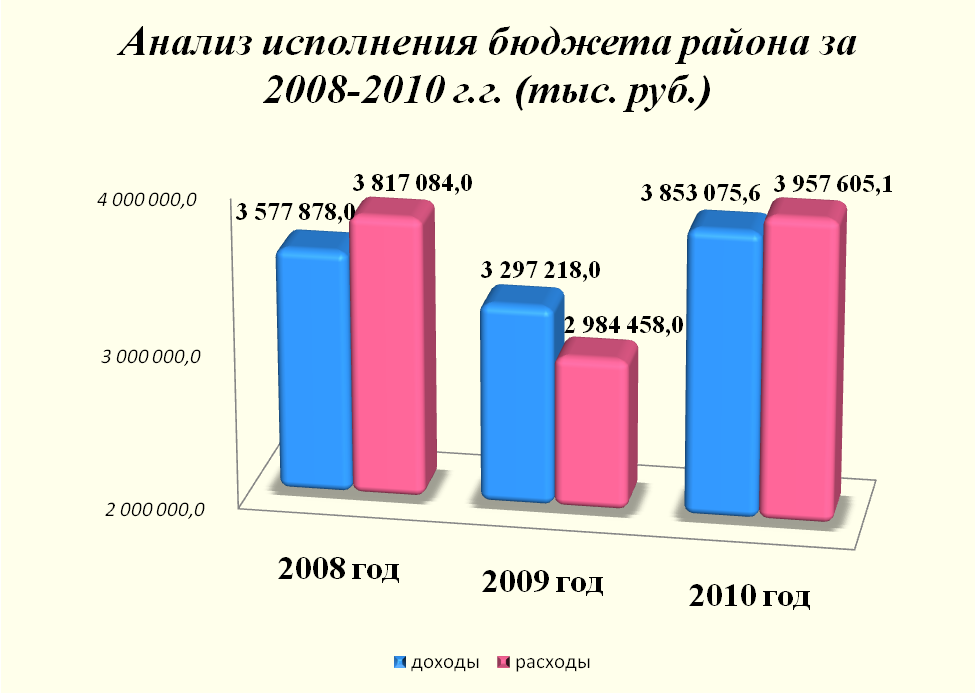 Анализ исполнения бюджета района за
2008-2010 г.г. (тыс. руб.)
4 000 000,0
3 000 000,0
2 000 000,0
3 577 878,0
3 817 084,0
3 297 218,0
2 984 458,0
3 853 075,6
3 957 605,1
2008 год
2009 год
2010 год
доходы
расходы